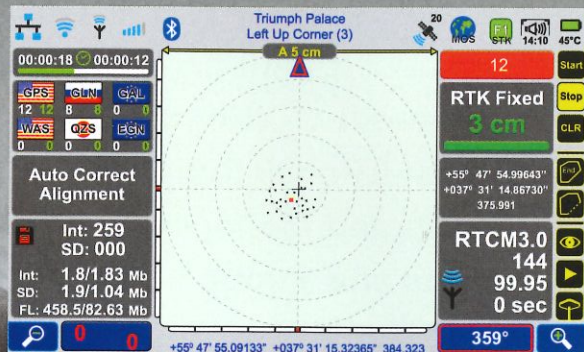 Triumph Palace
Left Up Corner (3)
20
MOS
F1
STR
14:10
45°C
00:00:18 00:00:12
A 5 cm
12
Start
GPS GLN GAL
12 12 8 8 0 0
WAS QZS EGN
0 0 0 0 0 0
RTK Fixed
3 cm
Stop
CLR
Auto Correct
Alignment
+55° 47' 54.99643"
+037° 31' 14.86730"
375.991
End
Int: 259
SD: 000
Int: 1.8/1.83 Mb
SD: 1.9/1.04 Mb
FL: 458.5/82.63 Mb
RTCM3.0
144
99.95
0 sec
0 0
+55° 47' 55.09133" +037° 31' 15.32365" 384.323
359°